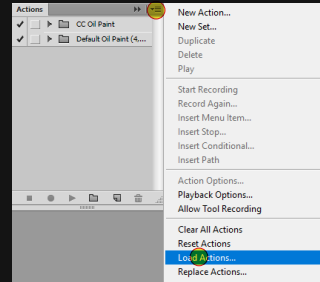 Actions
CC Oil Paint
Default Oil Paint (4,...
New Action...
New Set...
Duplicate
Delete
Play
Start Recording
Record Again...
Insert Menu Item...
Insert Stop...
Insert Conditional...
Insert Path
Action Options...
Playback Options...
Allow Tool Recording
Clear All Actions
Reset Actions
Load Actions...
Replace Actions...